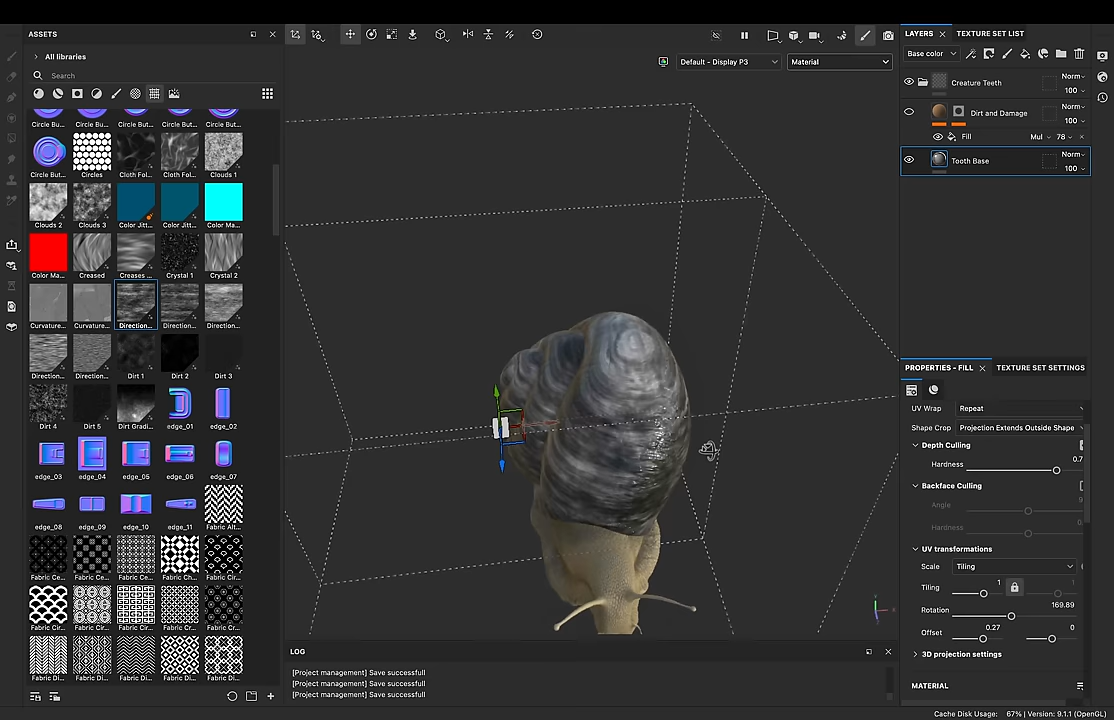 ASSETS
All libraries
Search
Circle Bu... Circle But... Circle But... Circle But... Circle But...
Circle But... Circles Cloth Fol... Cloth Fol... Clouds 1
Clouds 2 Clouds 3 Color Jitt... Color Jitt... Color Ma...
Color Ma... Creased Creases ... Crystal 1 Crystal 2
Curvature... Curvature... Direction... Direction... Direction...
Direction... Direction... Dirt 1 Dirt 2 Dirt 3
Dirt 4 Dirt 5 Dirt Gradi... edge_01 edge_02
edge_03 edge_04 edge_05 edge_06 edge_07
edge_08 edge_09 edge_10 edge_11 Fabric Alt...
Fabric Ce... Fabric Ce... Fabric Ce... Fabric Ch... Fabric Cir...
Fabric Cir... Fabric Cir... Fabric Cir... Fabric Cir... Fabric Cr...
Fabric Di... Fabric Di... Fabric Di... Fabric Di... Fabric Di...
Default - Display P3
Material
LOG
[Project management] Save successfull
[Project management] Save successfull
[Project management] Save successfull
LAYERS TEXTURE SET LIST
Base color
Creature Teeth Norm 100
Dirt and Damage Norm 100
Fill Mul 78
Tooth Base Norm 100
PROPERTIES - FILL TEXTURE SET SETTINGS
UV Wrap Repeat
Shape Crop Projection Extends Outside Shape
Depth Culling
Hardness 0.7
Backface Culling
Angle 9
Hardness 0.
UV transformations
Scale Tiling
Tiling 1 1
Rotation 169.89
Offset 0.27 0
3D projection settings
MATERIAL
Cache Disk Usage: 67% | Version: 9.1.1 (OpenGL)